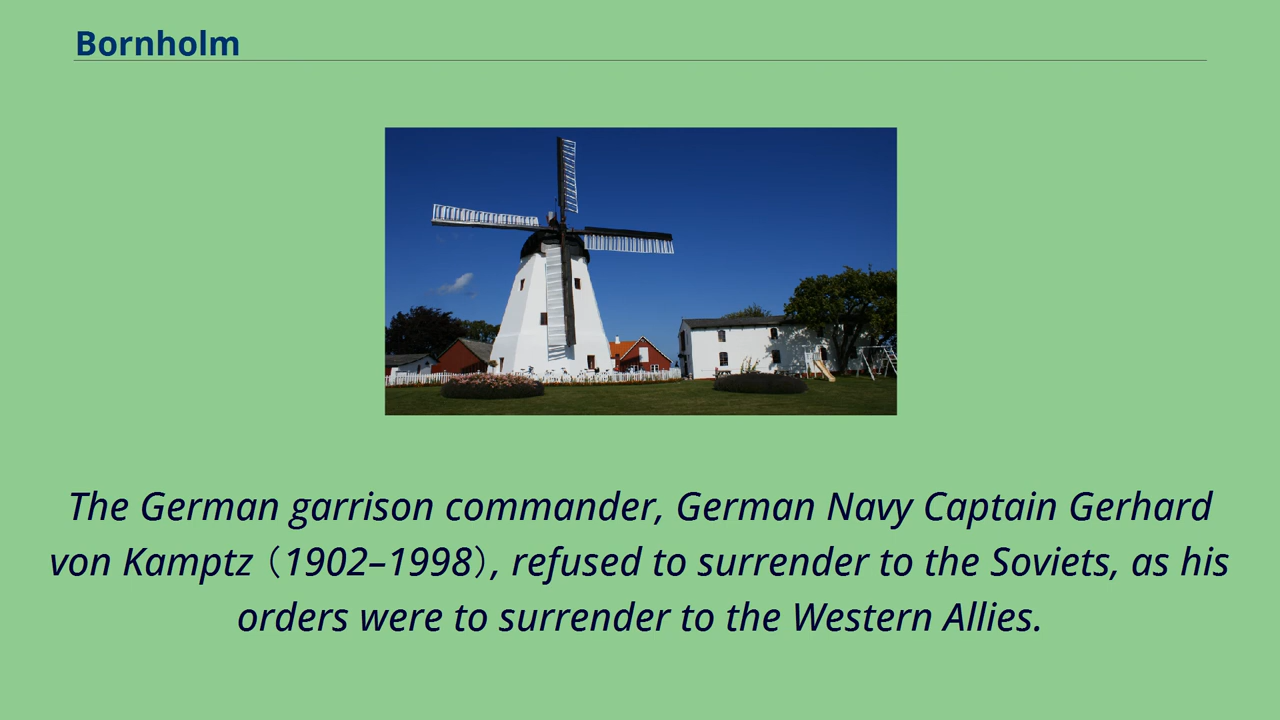 Bornholm
The German garrison commander, German Navy Captain Gerhard
von Kamptz（1902–1998）, refused to surrender to the Soviets, as his
orders were to surrender to the Western Allies.